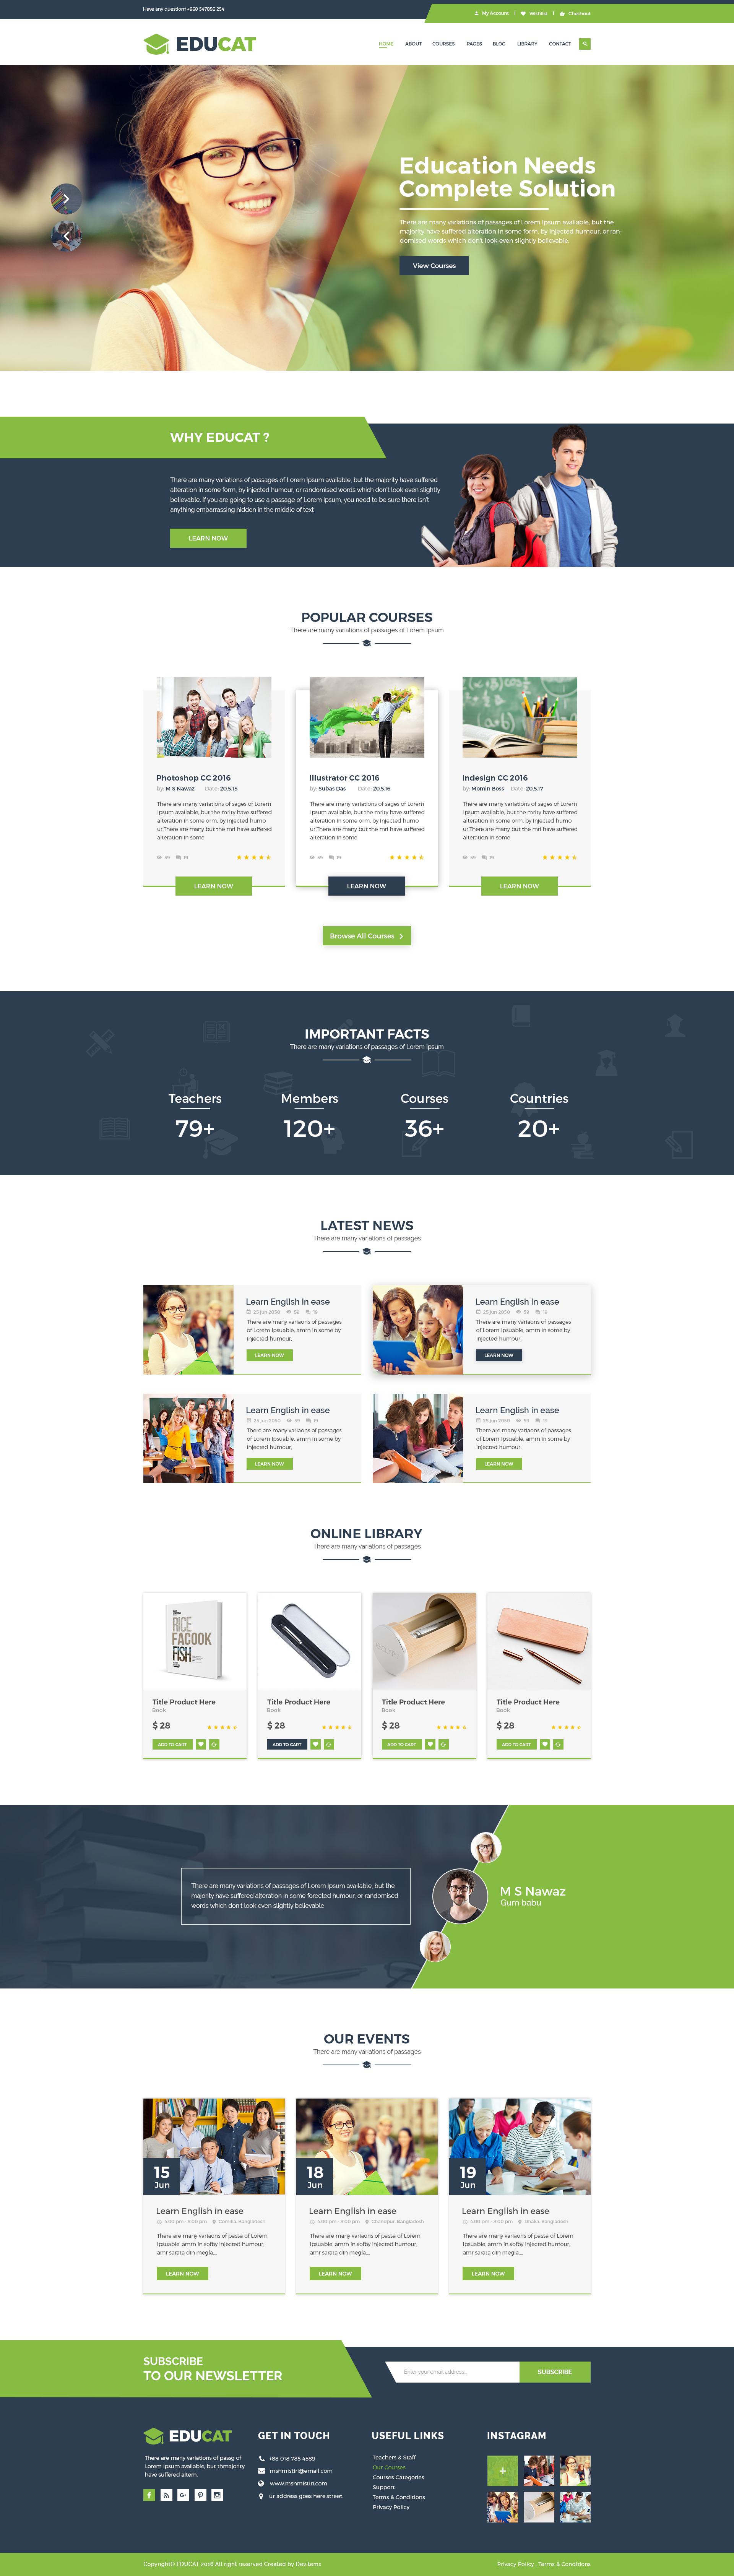 Have any question? +968 547856 254
My Account | Wishlist | Checkout
EDUCAT
HOME ABOUT COURSES PAGES BLOG LIBRARY CONTACT
Education Needs
Complete Solution
There are many variations of passages of Lorem Ipsum available, but the
majority have suffered alteration in some form, by injected humour, or ran-
domised words which don't look even slightly believable.
View Courses
WHY EDUCAT ?
There are many variations of passages of Lorem Ipsum available, but the majority have suffered
alteration in some form, by injected humour, or randomised words which don't look even slightly
believable. If you are going to use a passage of Lorem Ipsum, you need to be sure there isn't
anything embarrassing hidden in the middle of text
LEARN NOW
POPULAR COURSES
There are many variations of passages of Lorem Ipsum
Photoshop CC 2016
by: M S Nawaz Date: 20.5.15
There are many variations of sages of Lorem
Ipsum available, but the mrity have suffered
alteration in some orm, by injected humo
ur.There are many but the mri have suffered
alteration in some
59 19
LEARN NOW
Illustrator CC 2016
by: Subas Das Date: 20.5.16
There are many variations of sages of Lorem
Ipsum available, but the mrity have suffered
alteration in some orm, by injected humo
ur.There are many but the mri have suffered
alteration in some
59 19
LEARN NOW
Indesign CC 2016
by: Momin Boss Date: 20.5.17
There are many variations of sages of Lorem
Ipsum available, but the mrity have suffered
alteration in some orm, by injected humo
ur.There are many but the mri have suffered
alteration in some
59 19
LEARN NOW
Browse All Courses
IMPORTANT FACTS
There are many variations of passages of Lorem Ipsum
Teachers Members Courses Countries
79+ 120+ 36+ 20+
LATEST NEWS
There are many variations of passages
Learn English in ease
25 jun 2050 59 19
There are many variaons of passages
of Lorem Ipsuable, amrn in some by
injected humour,
LEARN NOW
Learn English in ease
25 jun 2050 59 19
There are many variaons of passages
of Lorem Ipsuable, amrn in some by
injected humour,
LEARN NOW
Learn English in ease
25 jun 2050 59 19
There are many variaons of passages
of Lorem Ipsuable, amrn in some by
injected humour,
LEARN NOW
Learn English in ease
25 jun 2050 59 19
There are many variaons of passages
of Lorem Ipsuable, amrn in some by
injected humour,
LEARN NOW
ONLINE LIBRARY
There are many variations of passages
RICE
FACOOK
FISH
Title Product Here
Book
$ 28
ADD TO CART
Title Product Here
Book
$ 28
ADD TO CART
Title Product Here
Book
$ 28
ADD TO CART
Title Product Here
Book
$ 28
ADD TO CART
There are many variations of passages of Lorem Ipsum available, but the
majority have suffered alteration in some forected humour, or randomised
words which don't look even slightly believable
M S Nawaz
Gum babu
OUR EVENTS
There are many variations of passages
15
Jun
Learn English in ease
4.00 pm - 8.00 pm Comilla, Bangladesh
There are many variations of passa of Lorem
Ipsuable, amrn in sofby injected humour,
amr sarata din megla....
LEARN NOW
18
Jun
Learn English in ease
4.00 pm - 8.00 pm Chandpur, Bangladesh
There are many variations of passa of Lorem
Ipsuable, amrn in sofby injected humour,
amr sarata din megla....
LEARN NOW
19
Jun
Learn English in ease
4.00 pm - 8.00 pm Dhaka, Bangladesh
There are many variations of passa of Lorem
Ipsuable, amrn in sofby injected humour,
amr sarata din megla....
LEARN NOW
SUBSCRIBE
TO OUR NEWSLETTER
Enter your email address...
SUBSCRIBE
EDUCAT
There are many variations of passg of
Lorem Ipsum available, but thmajority
have suffered altem.
GET IN TOUCH
+88 018 785 4589
msnmistiri@email.com
www.msnmistiri.com
ur address goes here,street.
USEFUL LINKS
Teachers & Staff
Our Courses
Courses Categories
Support
Terms & Conditions
Privacy Policy
INSTAGRAM
Copyright© EDUCAT 2016.All right reserved.Created by Devitems
Privacy Policy . Terms & Conditions